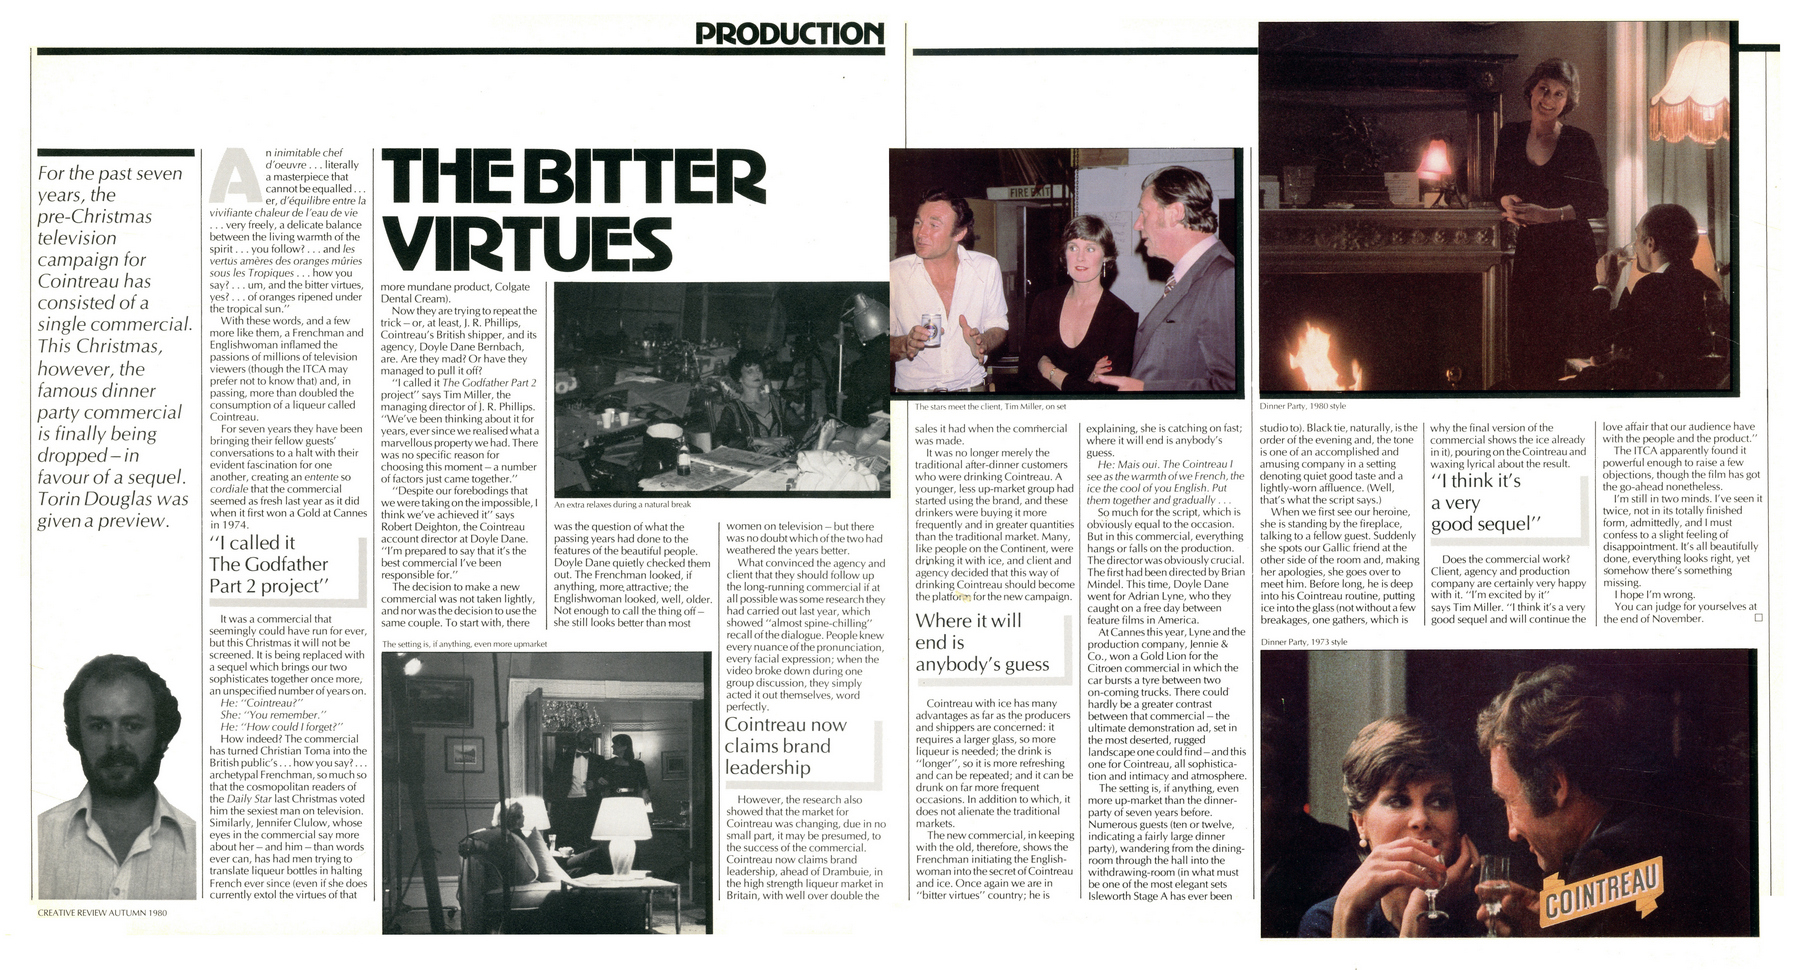 PRODUCTION
For the past seven
years, the
pre-Christmas
television
campaign for
Cointreau has
consisted of a
single commercial.
This Christmas,
however, the
famous dinner
party commercial
is finally being
dropped – in
favour of a sequel.
Torin Douglas was
given a preview.
CREATIVE REVIEW AUTUMN 1980
An inimitable chef
d'oeuvre . . . literally
a masterpiece that
cannot be equalled . . .
er, d'équilibre entre la
vivifiante chaleur de l'eau de vie
. . . very freely, a delicate balance
between the living warmth of the
spirit . . . you follow? . . . and les
vertus amères des oranges mûries
sous les Tropiques . . . how you
say? . . . um, and the bitter virtues,
yes? . . . of oranges ripened under
the tropical sun."
With these words, and a few
more like them, a Frenchman and
Englishwoman inflamed the
passions of millions of television
viewers (though the ITCA may
prefer not to know that) and, in
passing, more than doubled the
consumption of a liqueur called
Cointreau.
For seven years they have been
bringing their fellow guests'
conversations to a halt with their
evident fascination for one
another, creating an entente so
cordiale that the commercial
seemed as fresh last year as it did
when it first won a Gold at Cannes
in 1974.
"I called it
The Godfather
Part 2 project"
It was a commercial that
seemingly could have run for ever,
but this Christmas it will not be
screened. It is being replaced with
a sequel which brings our two
sophisticates together once more,
an unspecified number of years on.
He: "Cointreau?"
She: "You remember."
He: "How could I forget?"
How indeed? The commercial
has turned Christian Toma into the
British public's . . . how you say? . . .
archetypal Frenchman, so much so
that the cosmopolitan readers of
the Daily Star last Christmas voted
him the sexiest man on television.
Similarly, Jennifer Clulow, whose
eyes in the commercial say more
about her – and him – than words
ever can, has had men trying to
translate liqueur bottles in halting
French ever since (even if she does
currently extol the virtues of that
THE BITTER
VIRTUES
more mundane product, Colgate
Dental Cream).
Now they are trying to repeat the
trick – or, at least, J. R. Phillips,
Cointreau's British shipper, and its
agency, Doyle Dane Bernbach,
are. Are they mad? Or have they
managed to pull it off?
"I called it The Godfather Part 2
project" says Tim Miller, the
managing director of J. R. Phillips.
"We've been thinking about it for
years, ever since we realised what a
marvellous property we had. There
was no specific reason for
choosing this moment – a number
of factors just came together."
"Despite our forebodings that
we were taking on the impossible, I
think we've achieved it" says
Robert Deighton, the Cointreau
account director at Doyle Dane.
"I'm prepared to say that it's the
best commercial I've been
responsible for."
The decision to make a new
commercial was not taken lightly,
and nor was the decision to use the
same couple. To start with, there
The setting is, if anything, even more upmarket
An extra relaxes during a natural break
was the question of what the
passing years had done to the
features of the beautiful people.
Doyle Dane quietly checked them
out. The Frenchman looked, if
anything, more attractive; the
Englishwoman looked, well, older.
Not enough to call the thing off –
she still looks better than most
women on television – but there
was no doubt which of the two had
weathered the years better.
What convinced the agency and
client that they should follow up
the long-running commercial if at
all possible was some research they
had carried out last year, which
showed "almost spine-chilling"
recall of the dialogue. People knew
every nuance of the pronunciation,
every facial expression; when the
video broke down during one
group discussion, they simply
acted it out themselves, word
perfectly.
Cointreau now
claims brand
leadership
However, the research also
showed that the market for
Cointreau was changing, due in no
small part, it may be presumed, to
the success of the commercial.
Cointreau now claims brand
leadership, ahead of Drambuie, in
the high strength liqueur market in
Britain, with well over double the
FIRE EXIT
The stars meet the client, Tim Miller, on set
sales it had when the commercial
was made.
It was no longer merely the
traditional after-dinner customers
who were drinking Cointreau. A
younger, less up-market group had
started using the brand, and these
drinkers were buying it more
frequently and in greater quantities
than the traditional market. Many,
like people on the Continent, were
drinking it with ice, and client and
agency decided that this way of
drinking Cointreau should become
the platform for the new campaign.
Where it will
end is
anybody's guess
Cointreau with ice has many
advantages as far as the producers
and shippers are concerned: it
requires a larger glass, so more
liqueur is needed; the drink is
"longer", so it is more refreshing
and can be repeated; and it can be
drunk on far more frequent
occasions. In addition to which, it
does not alienate the traditional
markets.
The new commercial, in keeping
with the old, therefore, shows the
Frenchman initiating the English-
woman into the secret of Cointreau
and ice. Once again we are in
"bitter virtues" country; he is
explaining, she is catching on fast;
where it will end is anybody's
guess.
He: Mais oui. The Cointreau I
see as the warmth of we French, the
ice the cool of you English. Put
them together and gradually . . .
So much for the script, which is
obviously equal to the occasion.
But in this commercial, everything
hangs or falls on the production.
The director was obviously crucial.
The first had been directed by Brian
Mindel. This time, Doyle Dane
went for Adrian Lyne, who they
caught on a free day between
feature films in America.
At Cannes this year, Lyne and the
production company, Jennie &
Co., won a Gold Lion for the
Citroen commercial in which the
car bursts a tyre between two
on-coming trucks. There could
hardly be a greater contrast
between that commercial – the
ultimate demonstration ad, set in
the most deserted, rugged
landscape one could find – and this
one for Cointreau, all sophistica-
tion and intimacy and atmosphere.
The setting is, if anything, even
more up-market than the dinner-
party of seven years before.
Numerous guests (ten or twelve,
indicating a fairly large dinner
party), wandering from the dining-
room through the hall into the
withdrawing-room (in what must
be one of the most elegant sets
Isleworth Stage A has ever been
Dinner Party, 1980 style
studio to). Black tie, naturally, is the
order of the evening and, the tone
is one of an accomplished and
amusing company in a setting
denoting quiet good taste and a
lightly-worn affluence. (Well,
that's what the script says.)
When we first see our heroine,
she is standing by the fireplace,
talking to a fellow guest. Suddenly
she spots our Gallic friend at the
other side of the room and, making
her apologies, she goes over to
meet him. Before long, he is deep
into his Cointreau routine, putting
ice into the glass (not without a few
breakages, one gathers, which is
why the final version of the
commercial shows the ice already
in it), pouring on the Cointreau and
waxing lyrical about the result.
"I think it's
a very
good sequel"
Does the commercial work?
Client, agency and production
company are certainly very happy
with it. "I'm excited by it"
says Tim Miller. "I think it's a very
good sequel and will continue the
love affair that our audience have
with the people and the product."
The ITCA apparently found it
powerful enough to raise a few
objections, though the film has got
the go-ahead nonetheless.
I'm still in two minds. I've seen it
twice, not in its totally finished
form, admittedly, and I must
confess to a slight feeling of
disappointment. It's all beautifully
done, everything looks right, yet
somehow there's something
missing.
I hope I'm wrong.
You can judge for yourselves at
the end of November.
Dinner Party, 1973 style
COINTREAU